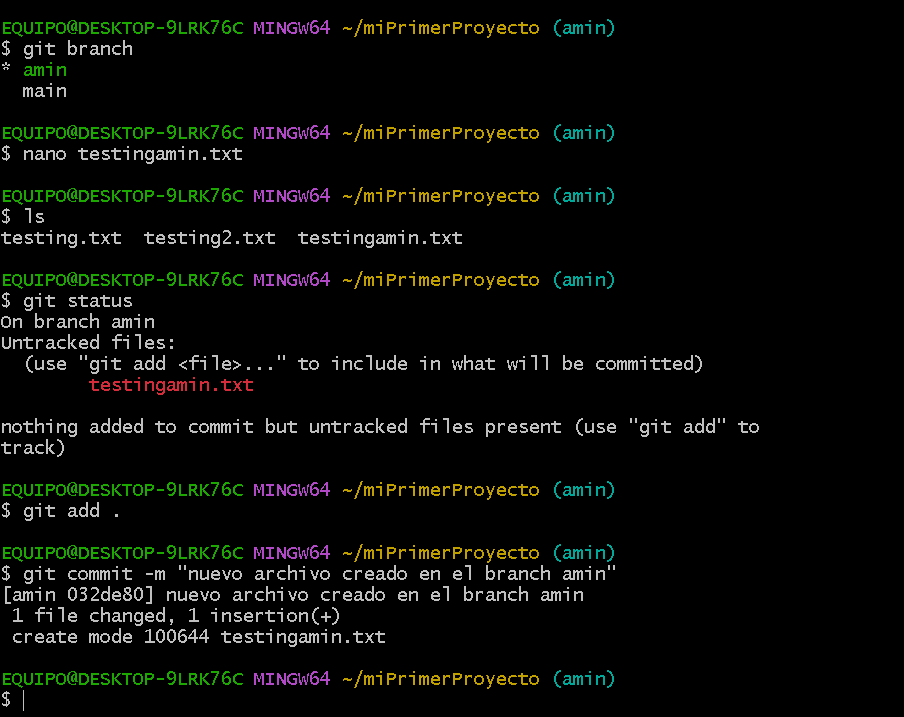 EQUIPO@DESKTOP-9LRK76C MINGW64 ~/miPrimerProyecto (amin)
$ git branch
* amin
  main
EQUIPO@DESKTOP-9LRK76C MINGW64 ~/miPrimerProyecto (amin)
$ nano testingamin.txt
EQUIPO@DESKTOP-9LRK76C MINGW64 ~/miPrimerProyecto (amin)
$ ls
testing.txt  testing2.txt  testingamin.txt
EQUIPO@DESKTOP-9LRK76C MINGW64 ~/miPrimerProyecto (amin)
$ git status
On branch amin
Untracked files:
  (use "git add <file>..." to include in what will be committed)
        testingamin.txt
nothing added to commit but untracked files present (use "git add" to
track)
EQUIPO@DESKTOP-9LRK76C MINGW64 ~/miPrimerProyecto (amin)
$ git add .
EQUIPO@DESKTOP-9LRK76C MINGW64 ~/miPrimerProyecto (amin)
$ git commit -m "nuevo archivo creado en el branch amin"
[amin 032de80] nuevo archivo creado en el branch amin
 1 file changed, 1 insertion(+)
 create mode 100644 testingamin.txt
EQUIPO@DESKTOP-9LRK76C MINGW64 ~/miPrimerProyecto (amin)
$